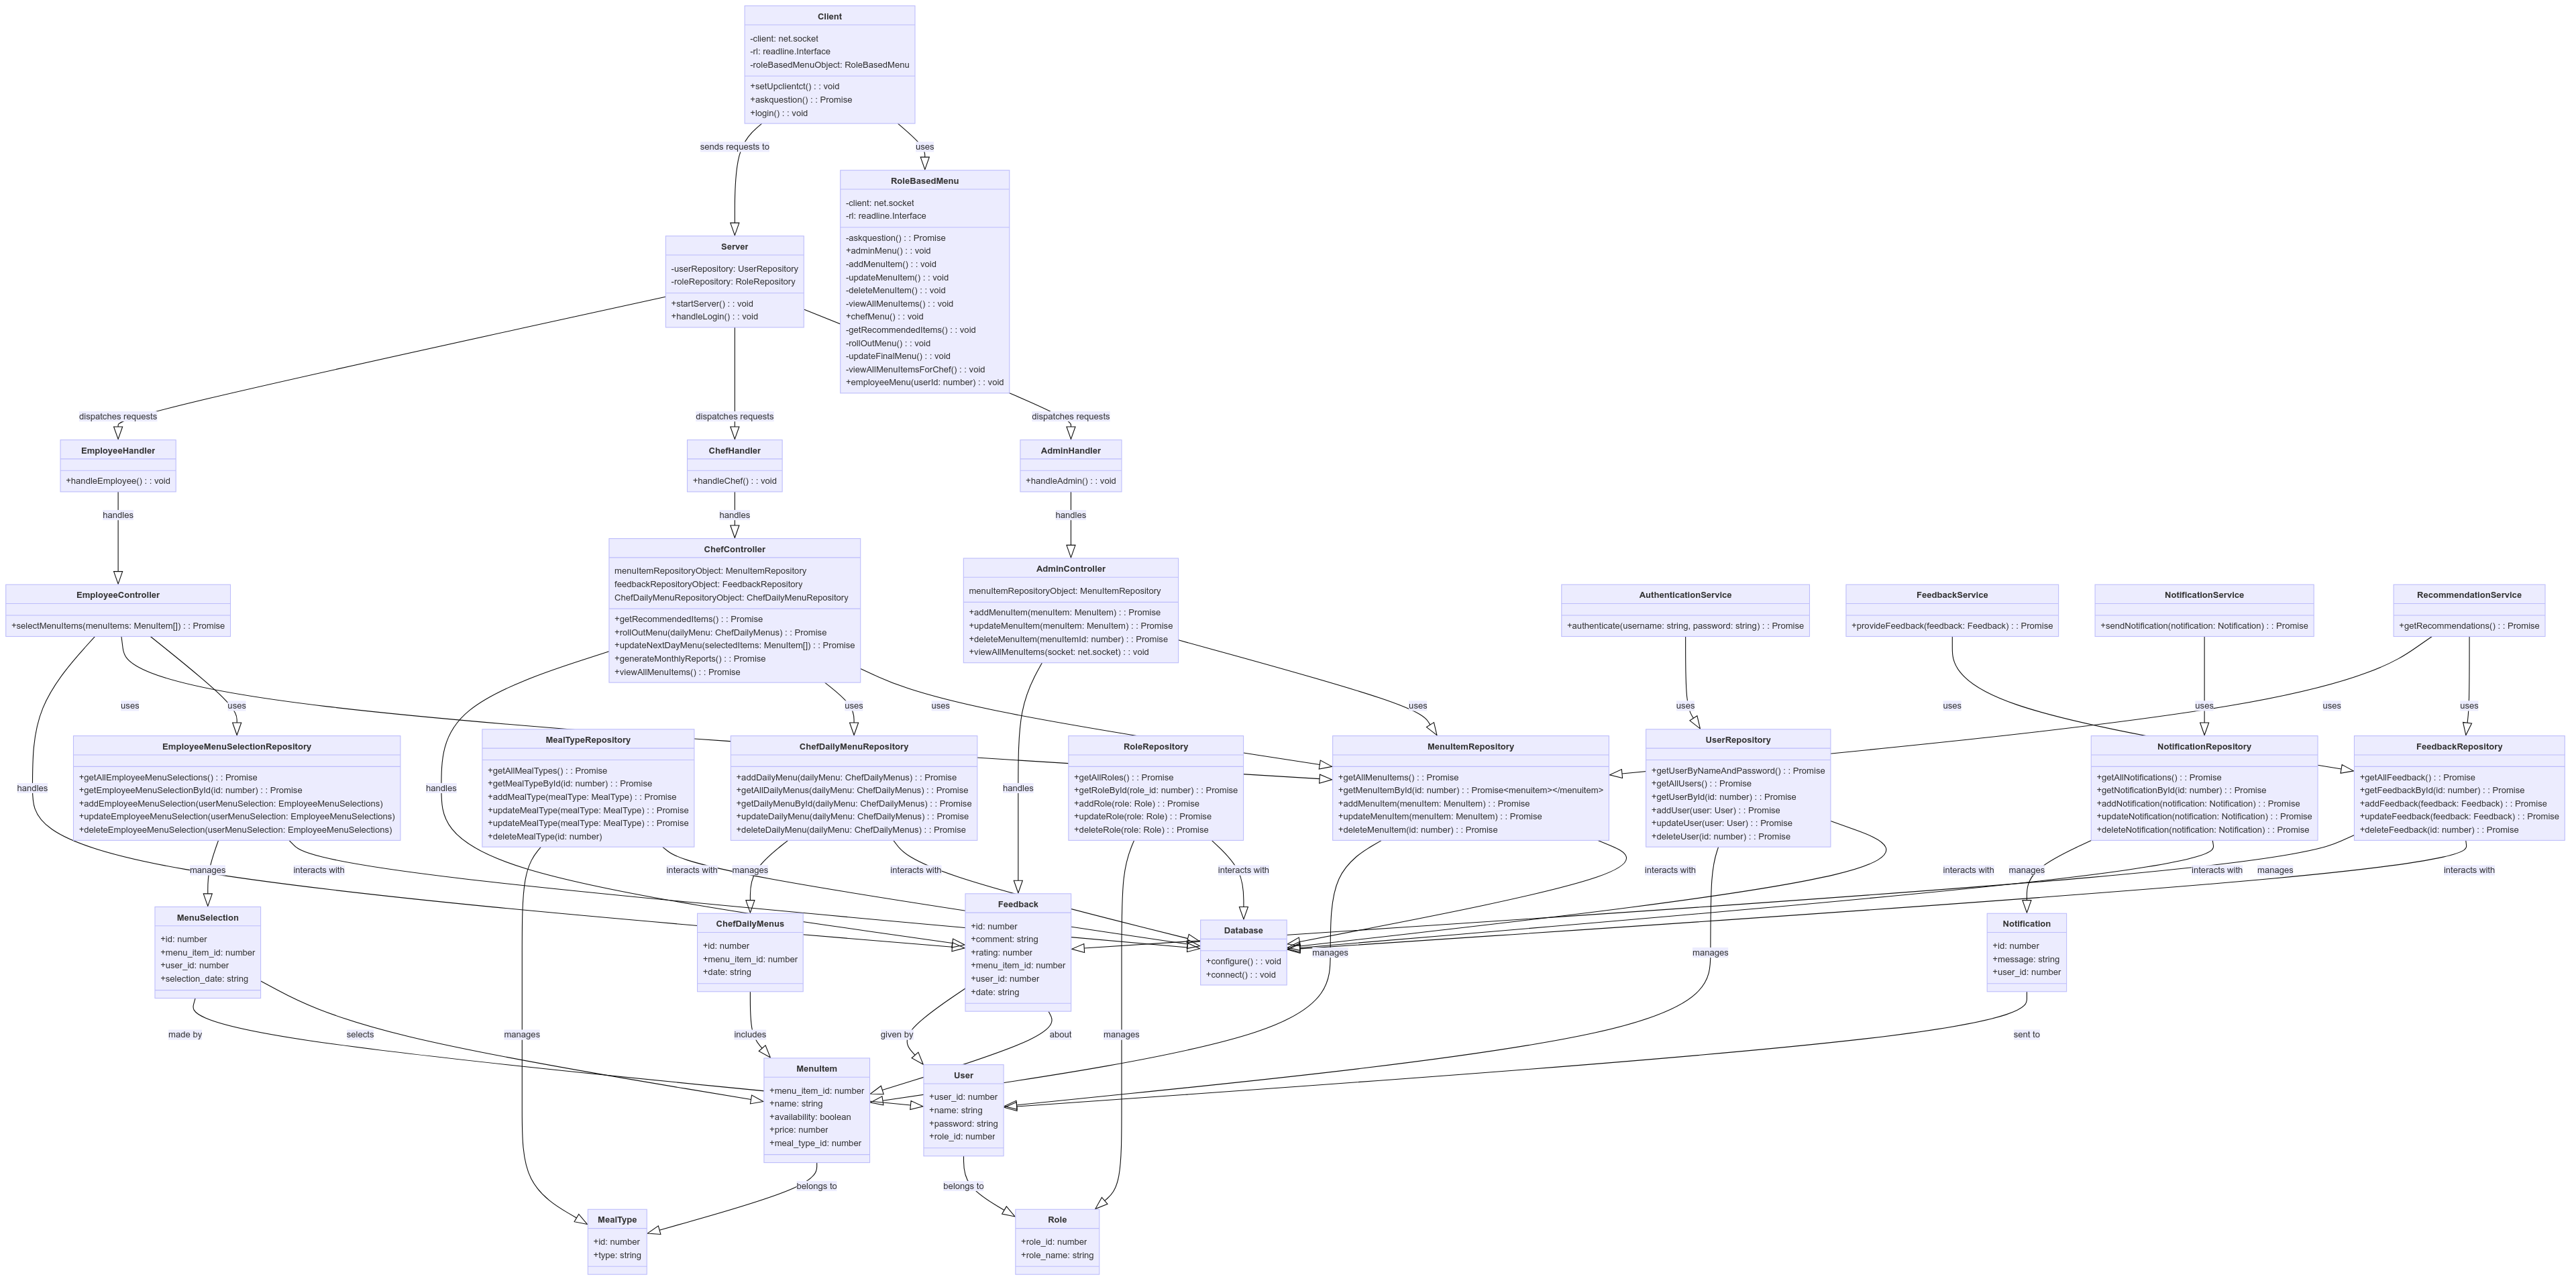 Client
-client: net.socket
-rl: readline.Interface
-roleBasedMenuObject: RoleBasedMenu
+setUpclientct() : : void
+askquestion() : : Promise
+login() : : void
sends requests to
uses
RoleBasedMenu
-client: net.socket
-rl: readline.Interface
-askquestion() : : Promise
+adminMenu() : : void
-addMenuItem() : : void
-updateMenuItem() : : void
-deleteMenuItem() : : void
-viewAllMenuItems() : : void
+chefMenu() : : void
-getRecommendedItems() : : void
-rollOutMenu() : : void
-updateFinalMenu() : : void
-viewAllMenuItemsForChef() : : void
+employeeMenu(userId: number) : : void
Server
-userRepository: UserRepository
-roleRepository: RoleRepository
+startServer() : : void
+handleLogin() : : void
dispatches requests
dispatches requests
dispatches requests
EmployeeHandler
+handleEmployee() : : void
ChefHandler
+handleChef() : : void
AdminHandler
+handleAdmin() : : void
handles
handles
handles
EmployeeController
+selectMenuItems(menuItems: MenuItem[]) : : Promise
ChefController
menuItemRepositoryObject: MenuItemRepository
feedbackRepositoryObject: FeedbackRepository
ChefDailyMenuRepositoryObject: ChefDailyMenuRepository
+getRecommendedItems() : : Promise
+rollOutMenu(dailyMenu: ChefDailyMenus) : : Promise
+updateNextDayMenu(selectedItems: MenuItem[]) : : Promise
+generateMonthlyReports() : : Promise
+viewAllMenuItems() : : Promise
AdminController
menuItemRepositoryObject: MenuItemRepository
+addMenuItem(menuItem: MenuItem) : : Promise
+updateMenuItem(menuItem: MenuItem) : : Promise
+deleteMenuItem(menuItemId: number) : : Promise
+viewAllMenuItems(socket: net.socket) : : void
AuthenticationService
+authenticate(username: string, password: string) : : Promise
FeedbackService
+provideFeedback(feedback: Feedback) : : Promise
NotificationService
+sendNotification(notification: Notification) : : Promise
RecommendationService
+getRecommendations() : : Promise
uses
uses
uses
uses
uses
uses
uses
uses
uses
uses
EmployeeMenuSelectionRepository
+getAllEmployeeMenuSelections() : : Promise
+getEmployeeMenuSelectionById(id: number) : : Promise
+addEmployeeMenuSelection(userMenuSelection: EmployeeMenuSelections)
+updateEmployeeMenuSelection(userMenuSelection: EmployeeMenuSelections)
+deleteEmployeeMenuSelection(userMenuSelection: EmployeeMenuSelections)
MealTypeRepository
+getAllMealTypes() : : Promise
+getMealTypeById(id: number) : : Promise
+addMealType(mealType: MealType) : : Promise
+updateMealType(mealType: MealType) : : Promise
+updateMealType(mealType: MealType) : : Promise
+deleteMealType(id: number)
ChefDailyMenuRepository
+addDailyMenu(dailyMenu: ChefDailyMenus) : : Promise
+getAllDailyMenus(dailyMenu: ChefDailyMenus) : : Promise
+getDailyMenuById(dailyMenu: ChefDailyMenus) : : Promise
+updateDailyMenu(dailyMenu: ChefDailyMenus) : : Promise
+deleteDailyMenu(dailyMenu: ChefDailyMenus) : : Promise
RoleRepository
+getAllRoles() : : Promise
+getRoleById(role_id: number) : : Promise
+addRole(role: Role) : : Promise
+updateRole(role: Role) : : Promise
+deleteRole(role: Role) : : Promise
MenuItemRepository
+getAllMenuItems() : : Promise
+getMenuItemById(id: number) : : Promise<menuitem></menuitem>
+addMenuItem(menuItem: MenuItem) : : Promise
+updateMenuItem(menuItem: MenuItem) : : Promise
+deleteMenuItem(id: number) : : Promise
UserRepository
+getUserByNameAndPassword() : : Promise
+getAllUsers() : : Promise
+getUserById(id: number) : : Promise
+addUser(user: User) : : Promise
+updateUser(user: User) : : Promise
+deleteUser(id: number) : : Promise
NotificationRepository
+getAllNotifications() : : Promise
+getNotificationById(id: number) : : Promise
+addNotification(notification: Notification) : : Promise
+updateNotification(notification: Notification) : : Promise
+deleteNotification(notification: Notification) : : Promise
FeedbackRepository
+getAllFeedback() : : Promise
+getFeedbackById(id: number) : : Promise
+addFeedback(feedback: Feedback) : : Promise
+updateFeedback(feedback: Feedback) : : Promise
+deleteFeedback(id: number) : : Promise
handles
handles
handles
manages
interacts with
interacts with
manages
interacts with
interacts with
interacts with
interacts with
manages
interacts with
manages
interacts with
MenuSelection
+id: number
+menu_item_id: number
+user_id: number
+selection_date: string
ChefDailyMenus
+id: number
+menu_item_id: number
+date: string
Feedback
+id: number
+comment: string
+rating: number
+menu_item_id: number
+user_id: number
+date: string
Database
+configure() : : void
+connect() : : void
manages
manages
Notification
+id: number
+message: string
+user_id: number
made by
selects
manages
includes
given by
about
manages
sent to
MenuItem
+menu_item_id: number
+name: string
+availability: boolean
+price: number
+meal_type_id: number
User
+user_id: number
+name: string
+password: string
+role_id: number
belongs to
belongs to
MealType
+id: number
+type: string
Role
+role_id: number
+role_name: string